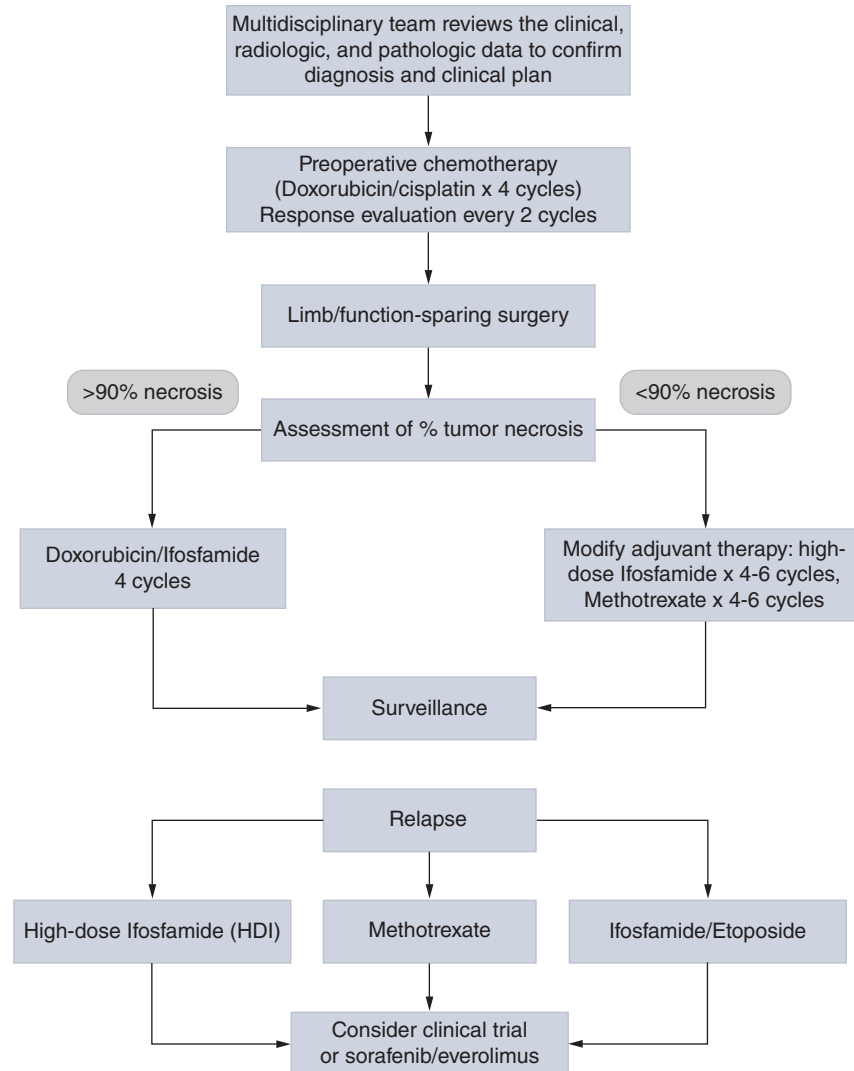 Multidisciplinary team reviews the clinical,
radiologic, and pathologic data to confirm
diagnosis and clinical plan
Preoperative chemotherapy
(Doxorubicin/cisplatin x 4 cycles)
Response evaluation every 2 cycles
Limb/function-sparing surgery
>90% necrosis
<90% necrosis
Assessment of % tumor necrosis
Doxorubicin/Ifosfamide
4 cycles
Modify adjuvant therapy: high-
dose Ifosfamide x 4-6 cycles,
Methotrexate x 4-6 cycles
Surveillance
Relapse
High-dose Ifosfamide (HDI)
Methotrexate
Ifosfamide/Etoposide
Consider clinical trial
or sorafenib/everolimus